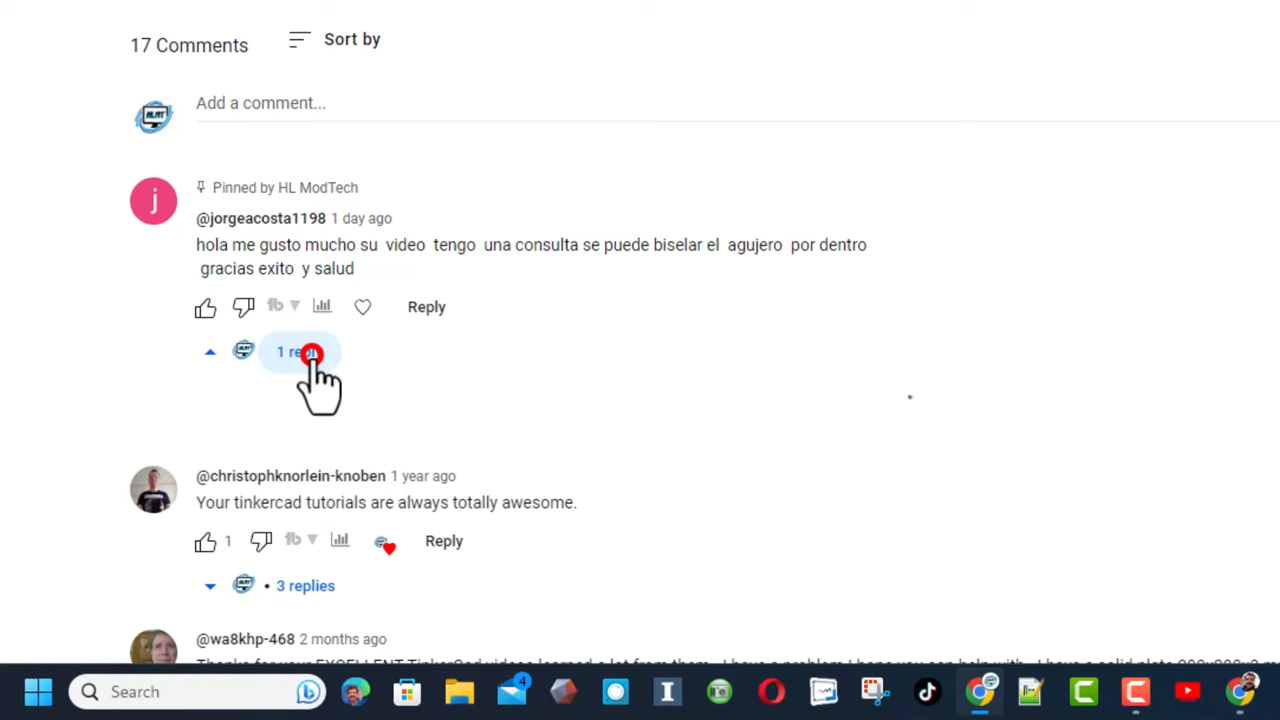 17 Comments
Sort by
Add a comment...
Pinned by HL ModTech
@jorgeacosta1198 1 day ago
hola me gusto mucho su video tengo una consulta se puede biselar el agujero por dentro
gracias exito y salud
Reply
1
@christophknorlein-knoben 1 year ago
Your tinkercad tutorials are always totally awesome.
1
Reply
• 3 replies
@wa8khp-468 2 months ago
Search
4